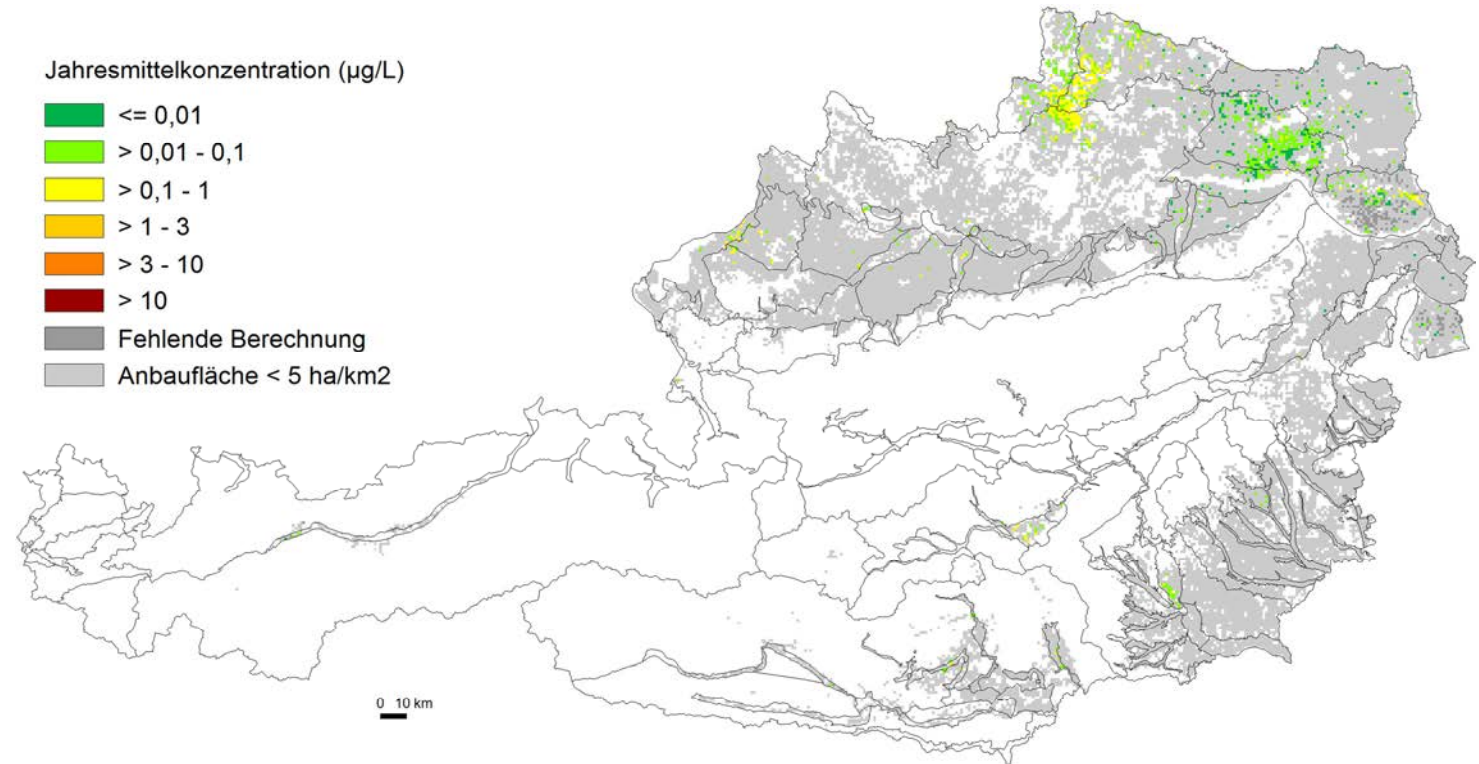 Jahresmittelkonzentration (µg/L)
<= 0,01
> 0,01 - 0,1
> 0,1 - 1
> 1 - 3
> 3 - 10
> 10
Fehlende Berechnung
Anbaufläche < 5 ha/km2
0 10 km